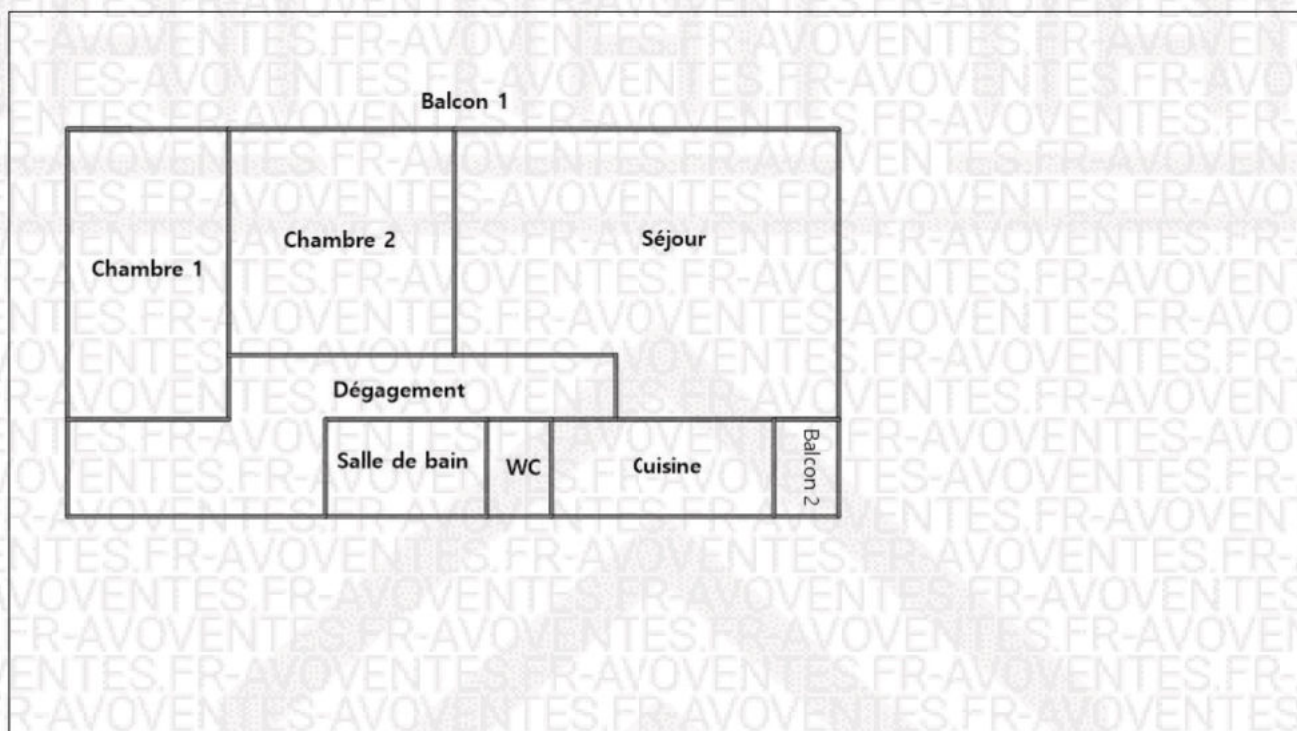 Balcon 1
Chambre 2
Séjour
Chambre 1
Dégagement
Salle de bain
WC
Cuisine
Balcon 2